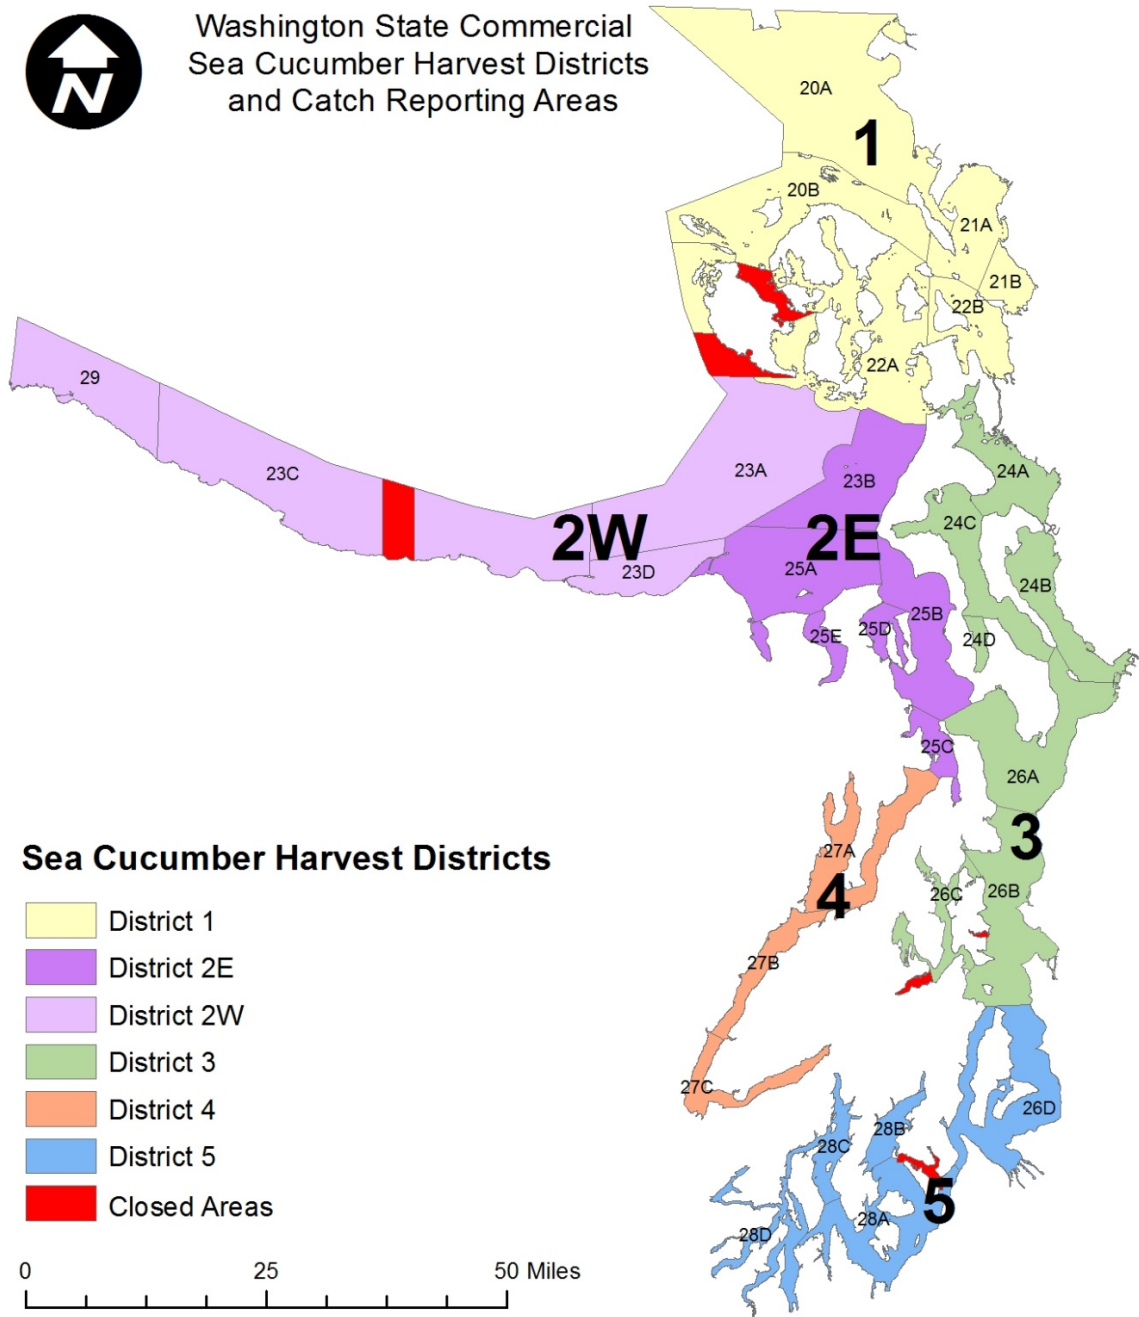 Washington State Commercial
Sea Cucumber Harvest Districts
and Catch Reporting Areas
N
20A
1
20B
21A
21B
22B
22A
29
23C
23A
23B
24A
24C
2W
2E
23D
25A
24B
25B
25D
25E
24D
25C
26A
3
27A
4
26C
26B
27B
27C
26D
28B
28C
5
28A
28D
Sea Cucumber Harvest Districts
District 1
District 2E
District 2W
District 3
District 4
District 5
Closed Areas
0 25 50 Miles